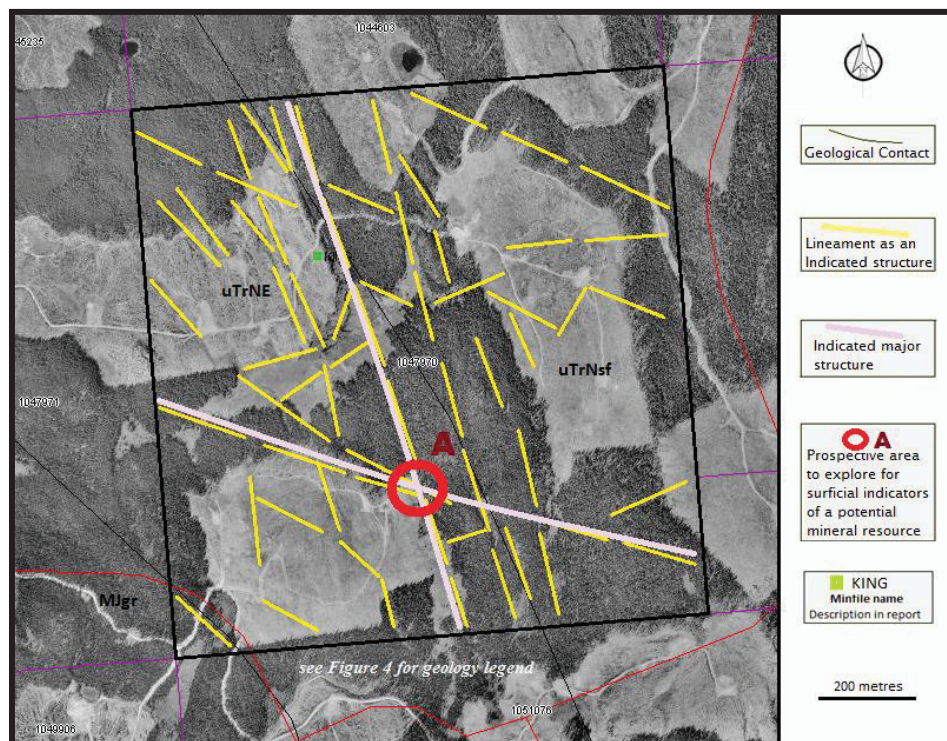 45235
1044603
uTrNE
1047970
uTrNsf
1047971
A
MJgr
see Figure 4 for geology legend
1049906
1051076
Geological Contact
Lineament as an
Indicated structure
Indicated major
structure
A
Prospective area
to explore for
surficial indicators
of a potential
mineral resource
KING
Mintile name
Description in report
200 metres